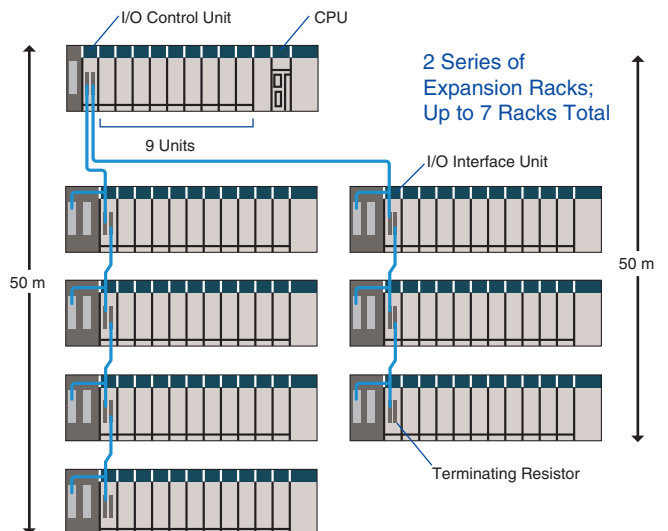 I/O Control Unit
CPU
2 Series of
Expansion Racks;
Up to 7 Racks Total
9 Units
I/O Interface Unit
50 m
50 m
Terminating Resistor